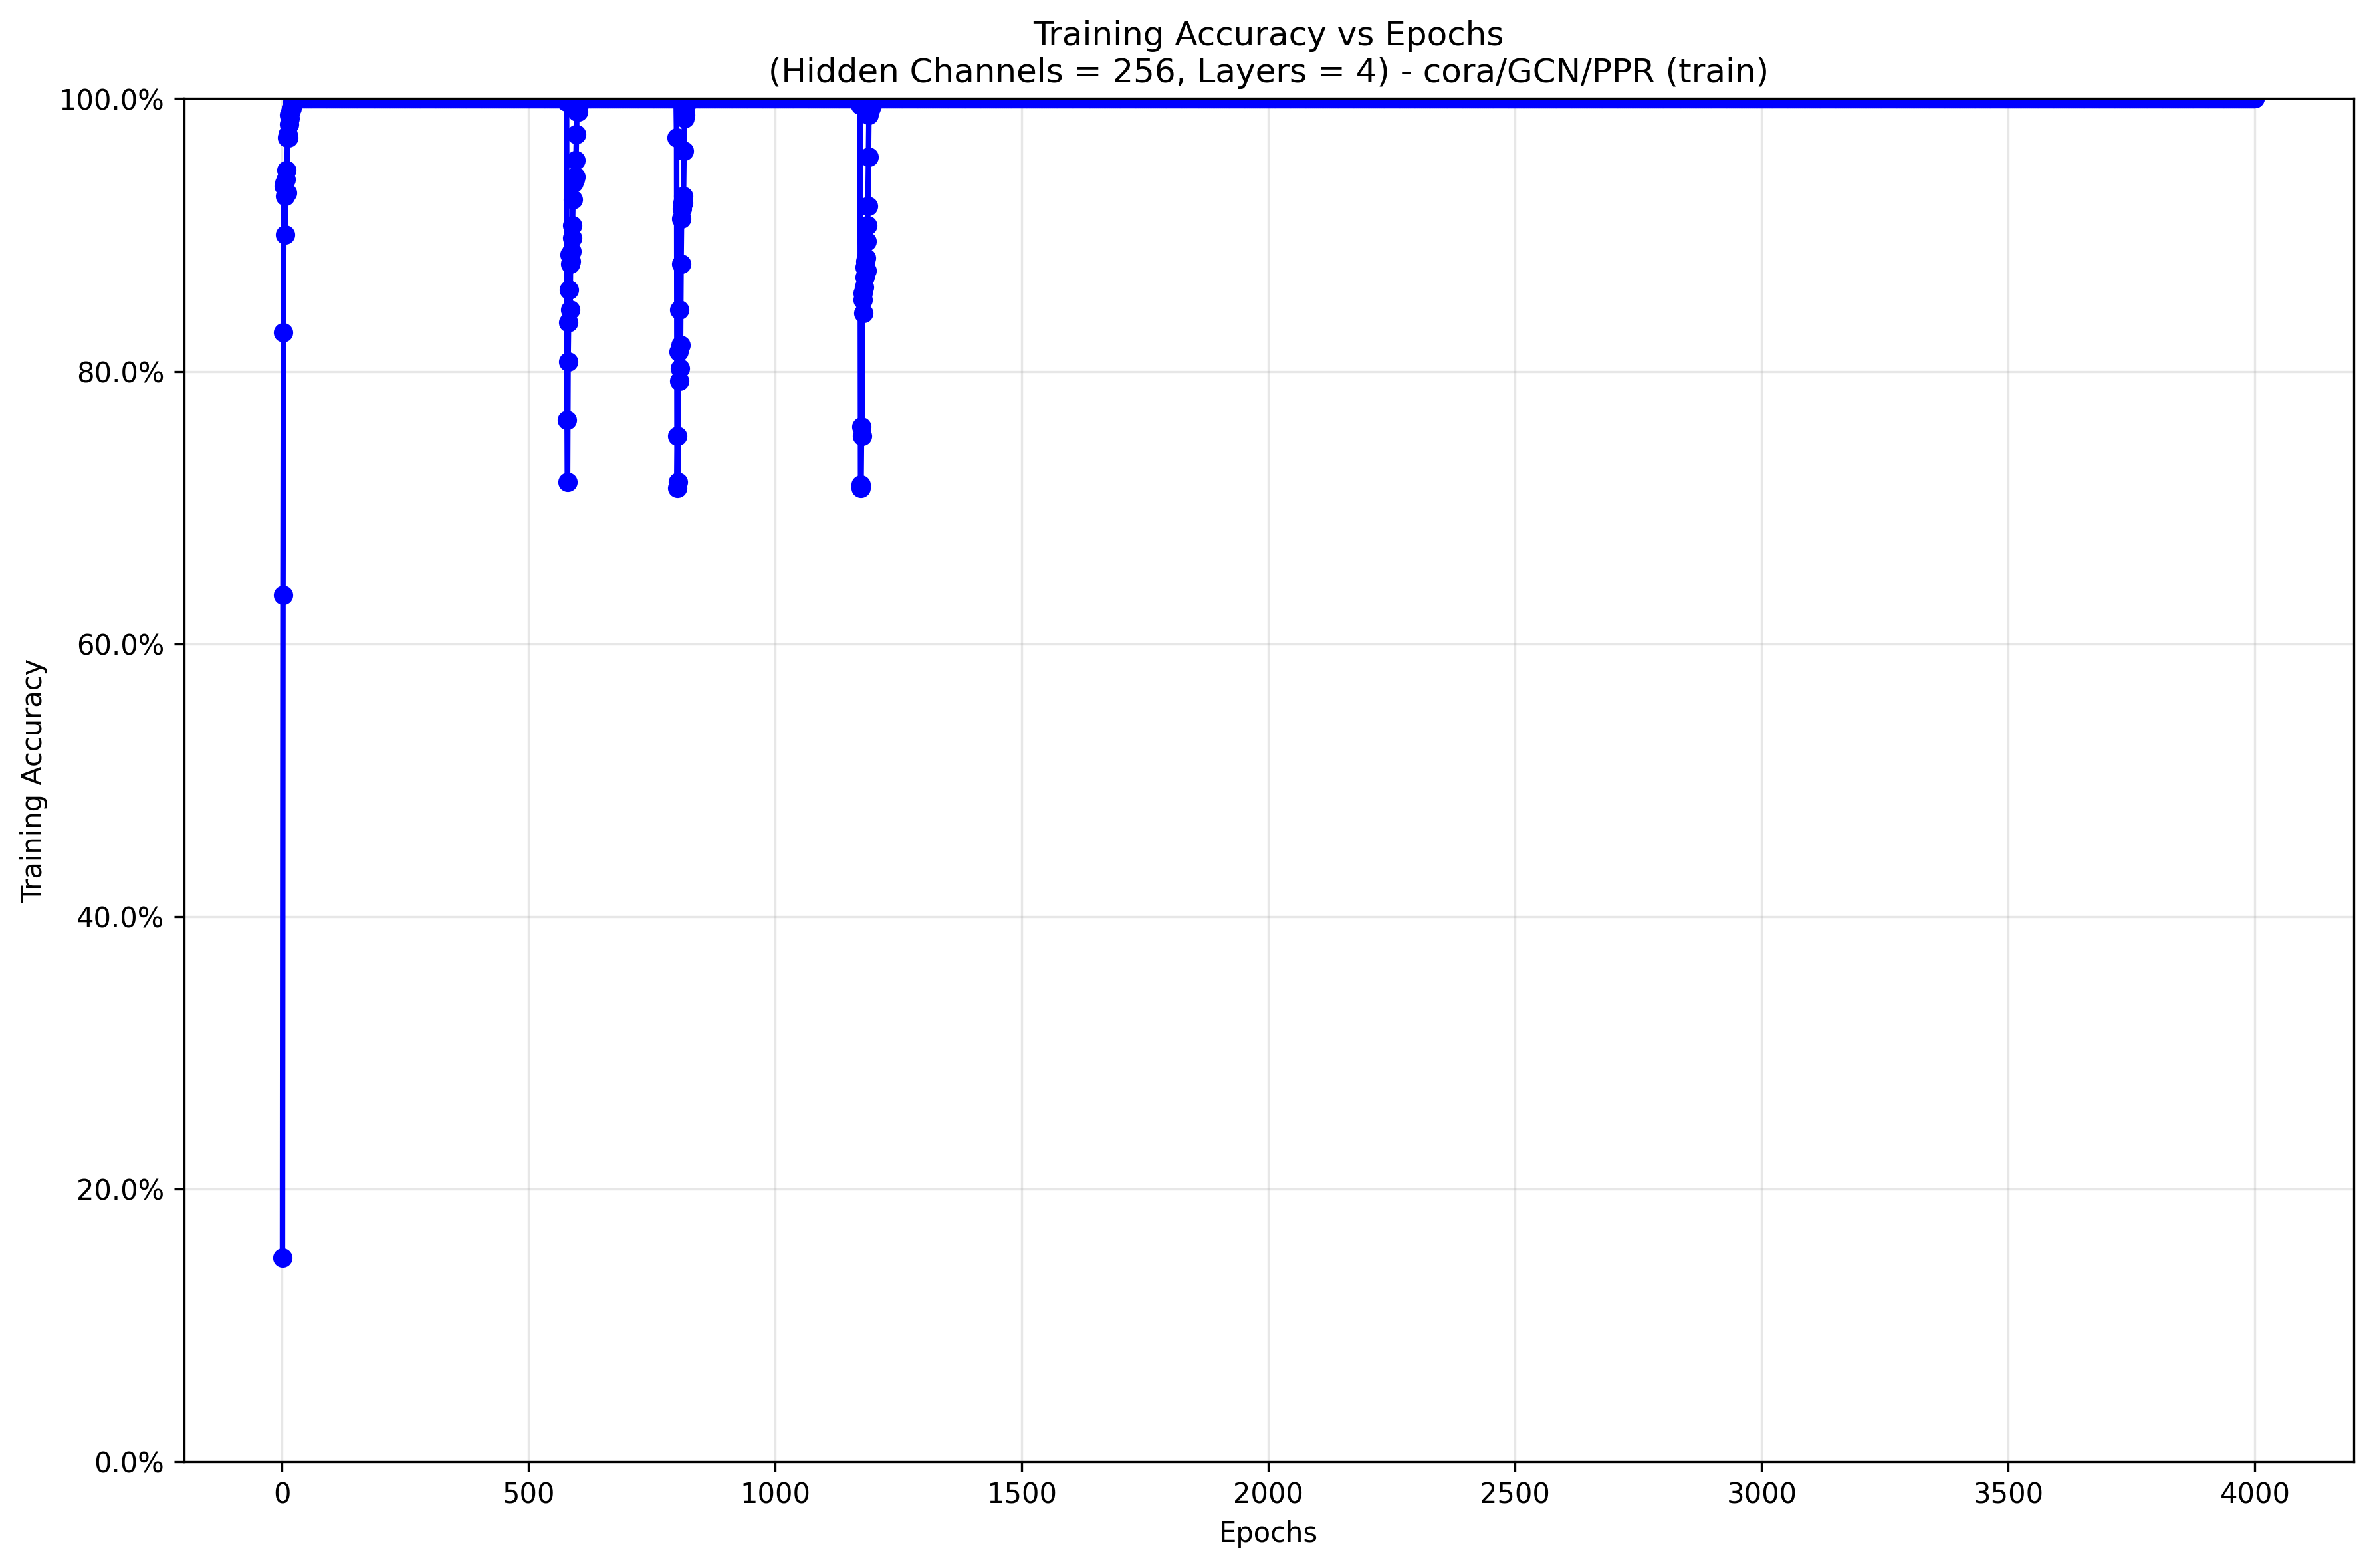 Training Accuracy vs Epochs
(Hidden Channels = 256, Layers = 4) - cora/GCN/PPR (train)
100.0%
80.0%
60.0%
40.0%
20.0%
0.0%
Training Accuracy
0 500 1000 1500 2000 2500 3000 3500 4000
Epochs